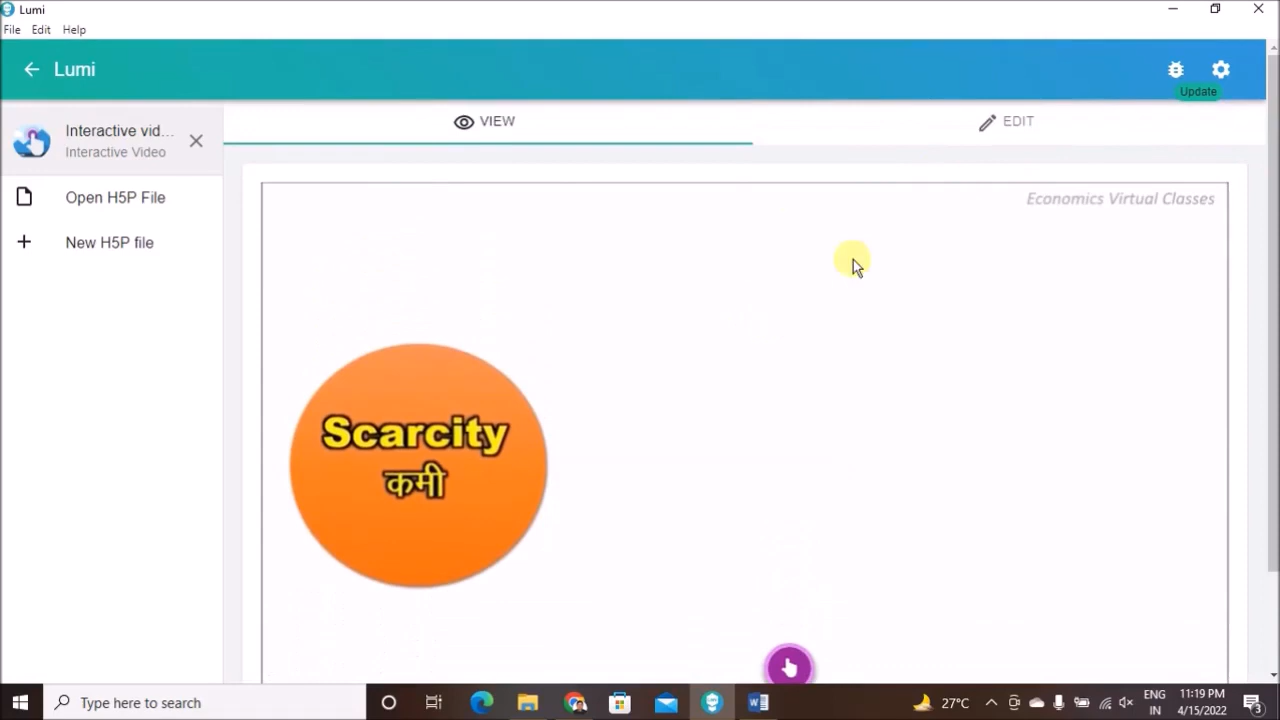 Lumi
File Edit Help
Lumi
Update
Interactive vid...
Interactive Video
VIEW
EDIT
Open H5P File
New H5P file
Economics Virtual Classes
Scarcity
कमी
Type here to search
27°C
ENG
IN
11:19 PM
4/15/2022
3